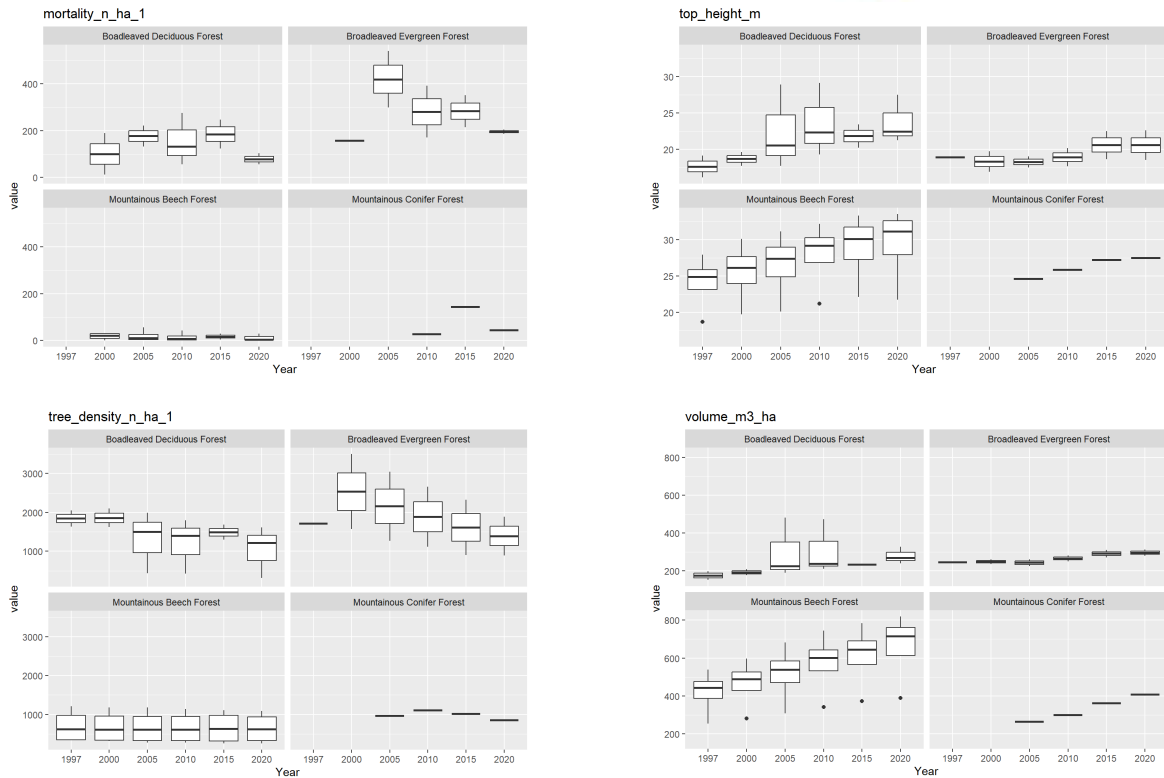 mortality_n_ha_1
Boadleaved Deciduous Forest Broadleaved Evergreen Forest
400
200
0
Mountainous Beech Forest Mountainous Conifer Forest
400
200
0
value
1997 2000 2005 2010 2015 2020 1997 2000 2005 2010 2015 2020
Year
top_height_m
Boadleaved Deciduous Forest Broadleaved Evergreen Forest
30
25
20
Mountainous Beech Forest Mountainous Conifer Forest
30
25
20
value
1997 2000 2005 2010 2015 2020 1997 2000 2005 2010 2015 2020
Year
tree_density_n_ha_1
Boadleaved Deciduous Forest Broadleaved Evergreen Forest
3000
2000
1000
Mountainous Beech Forest Mountainous Conifer Forest
3000
2000
1000
value
1997 2000 2005 2010 2015 2020 1997 2000 2005 2010 2015 2020
Year
volume_m3_ha
Boadleaved Deciduous Forest Broadleaved Evergreen Forest
800
600
400
200
Mountainous Beech Forest Mountainous Conifer Forest
800
600
400
200
value
1997 2000 2005 2010 2015 2020 1997 2000 2005 2010 2015 2020
Year